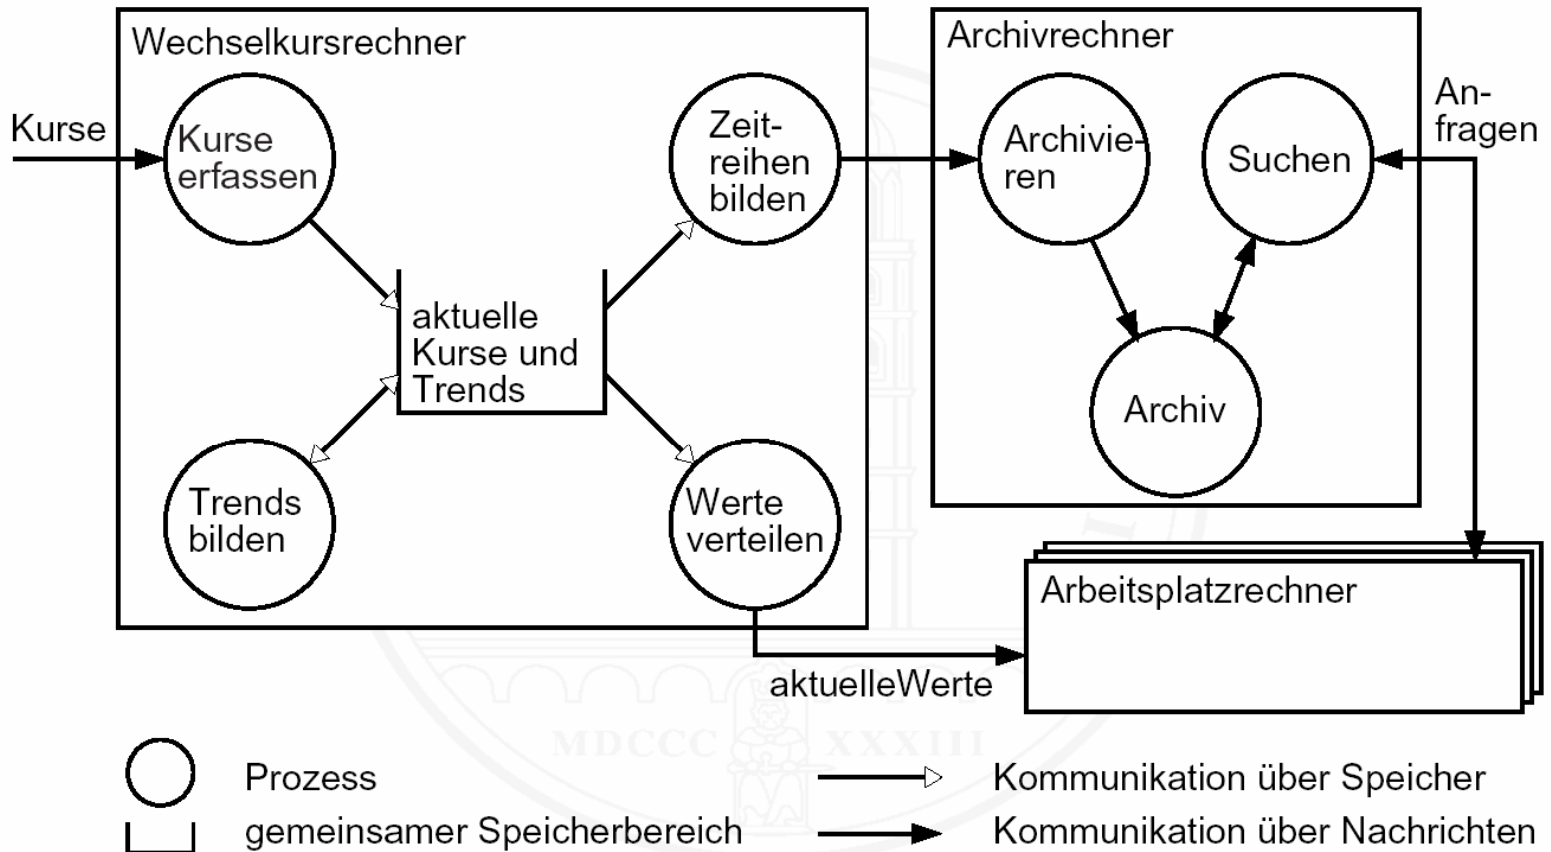 Wechselkursrechner
Kurse
Kurse
erfassen
Zeit-
reihen
bilden
aktuelle
Kurse und
Trends
Trends
bilden
Werte
verteilen
Archivrechner
Archivie-
ren
Suchen
Archiv
An-
fragen
Arbeitsplatzrechner
aktuelleWerte
MDCCC XXXIII
I
Prozess
gemeinsamer Speicherbereich
Kommunikation über Speicher
Kommunikation über Nachrichten